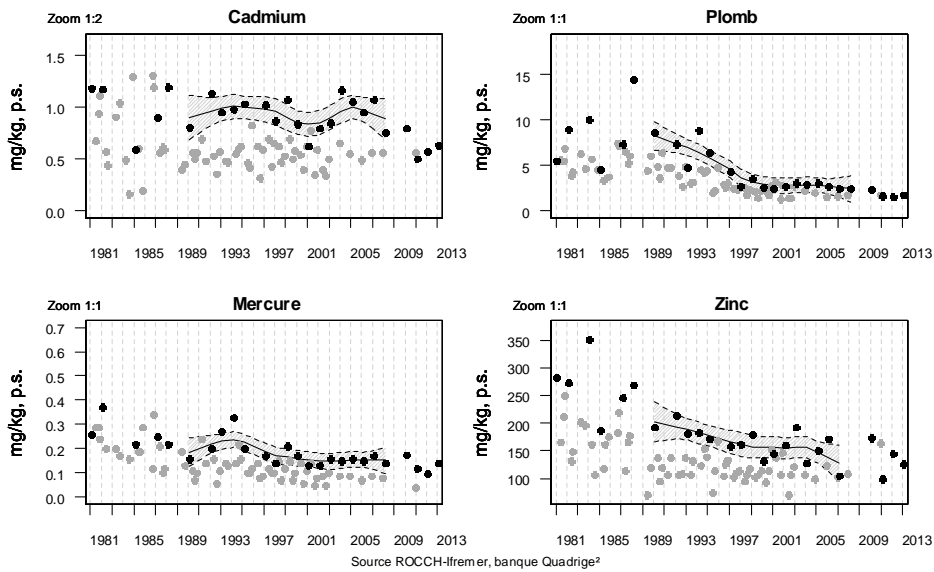 Zoom 1:2
Cadmium
mg/kg, p.s.
1.5
1.0
0.5
0.0
1981 1985 1989 1993 1997 2001 2005 2009 2013
Zoom 1:1
Plomb
mg/kg, p.s.
15
10
5
0
1981 1985 1989 1993 1997 2001 2005 2009 2013
Zoom 1:1
Mercure
mg/kg, p.s.
0.7
0.6
0.5
0.4
0.3
0.2
0.1
0.0
1981 1985 1989 1993 1997 2001 2005 2009 2013
Zoom 1:1
Zinc
mg/kg, p.s.
350
300
250
200
150
100
1981 1985 1989 1993 1997 2001 2005 2009 2013
Source ROCCH-Ifremer, banque Quadrige²